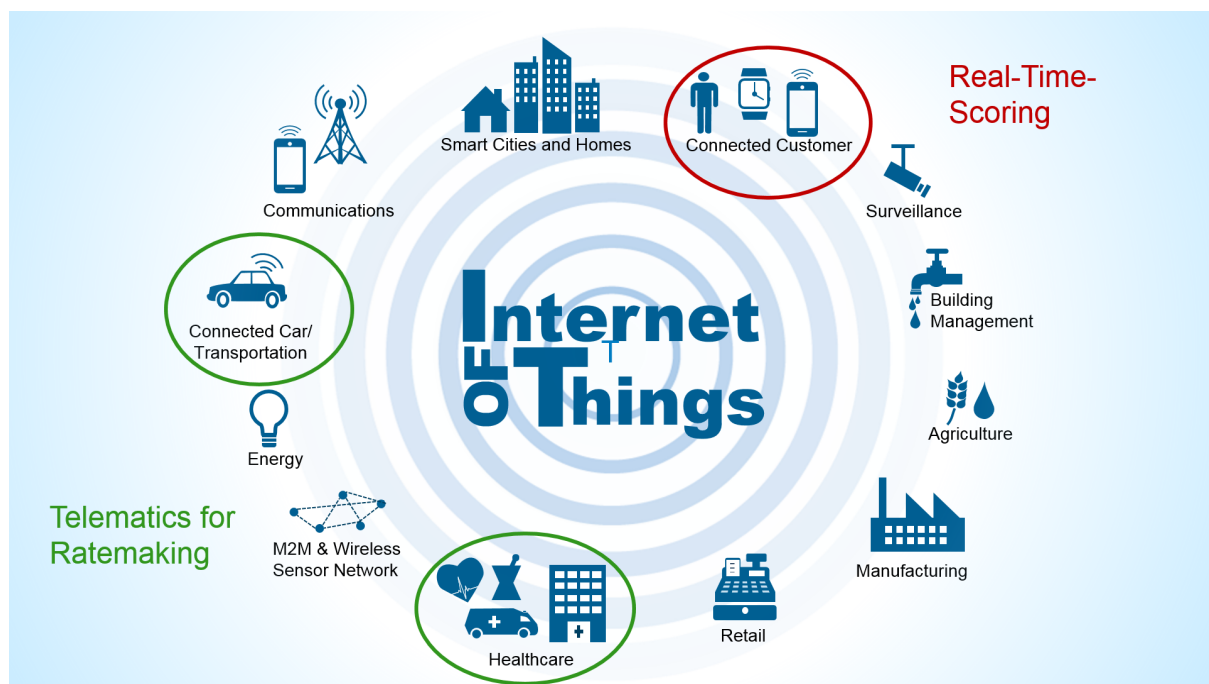 Smart Cities and Homes
Connected Customer
Real-Time-
Scoring
Communications
Surveillance
Connected Car/
Transportation
Internet
OF Things
Building
Management
Energy
Agriculture
Telematics for
Ratemaking
M2M & Wireless
Sensor Network
Manufacturing
Healthcare
Retail
T